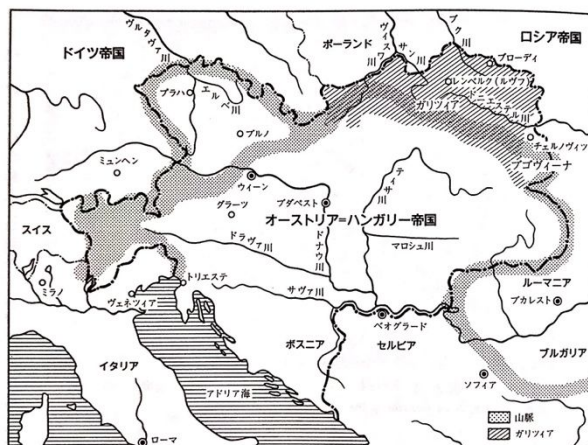 ドイツ帝国
ヴルタヴァ川
ポーランド
ヴィスワ川
サン川
ブク川
ロシア帝国
ブローディ
レンベルク(ルヴフ)
ドニエステル川
ガリツィア
プラハ
エルベ川
ブルノ
チェルノヴィツ
ブコヴィーナ
ミュンヘン
ウィーン
ティサ川
グラーツ
ブダペスト
オーストリア=ハンガリー帝国
スイス
ドラヴァ川
ドナウ川
マロシュ川
ミラノ
トリエステ
ヴェネツィア
サヴァ川
ルーマニア
ブカレスト
ベオグラード
ボスニア
セルビア
ブルガリア
イタリア
アドリア海
ソフィア
ローマ
山脈
ガリツィア